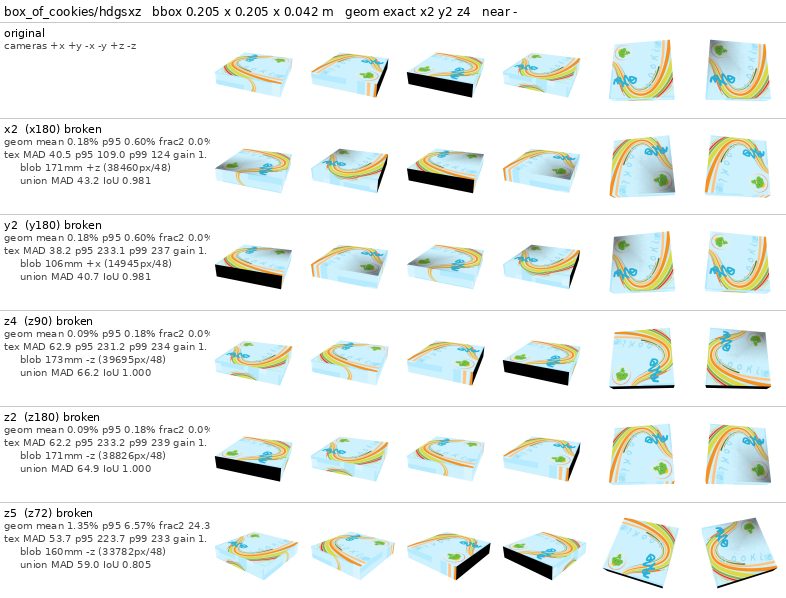 box_of_cookies/hdgsxz   bbox 0.205 x 0.205 x 0.042 m   geom exact x2 y2 z4   near -
original
cameras +x +y -x -y +z -z
x2 (x180) broken
geom mean 0.18% p95 0.60% frac2 0.0%
tex MAD 40.5 p95 109.0 p99 124 gain 1.
blob 171mm +z (38460px/48)
union MAD 43.2 IoU 0.981
y2 (y180) broken
geom mean 0.18% p95 0.60% frac2 0.0%
tex MAD 38.2 p95 233.1 p99 237 gain 1.
blob 106mm +x (14945px/48)
union MAD 40.7 IoU 0.981
z4 (z90) broken
geom mean 0.09% p95 0.18% frac2 0.0%
tex MAD 62.9 p95 231.2 p99 234 gain 1.
blob 173mm -z (39695px/48)
union MAD 66.2 IoU 1.000
z2 (z180) broken
geom mean 0.09% p95 0.18% frac2 0.0%
tex MAD 62.2 p95 233.2 p99 239 gain 1.
blob 171mm -z (38826px/48)
union MAD 64.9 IoU 1.000
z5 (z72) broken
geom mean 1.35% p95 6.57% frac2 24.3
tex MAD 53.7 p95 223.7 p99 233 gain 1.
blob 160mm -z (33782px/48)
union MAD 59.0 IoU 0.805